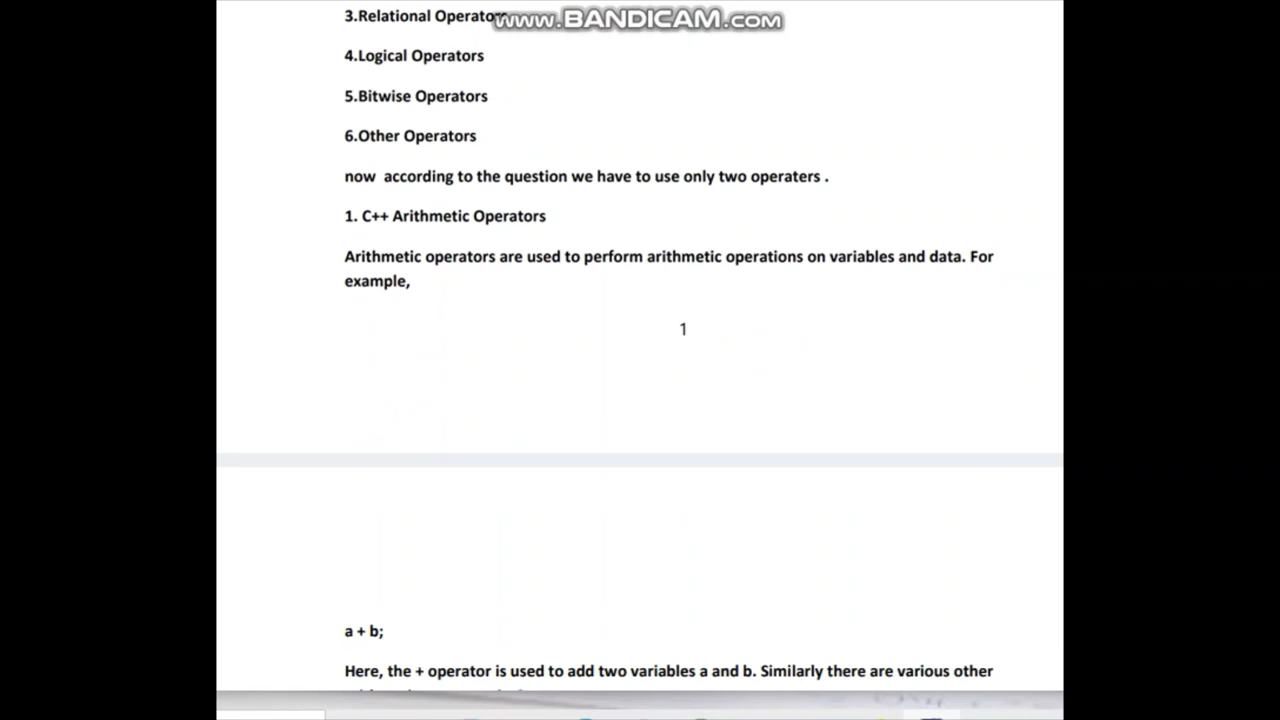 3.Relational Operators
www.BANDICAM.com
4.Logical Operators
5.Bitwise Operators
6.Other Operators
now according to the question we have to use only two operaters .
1. C++ Arithmetic Operators
Arithmetic operators are used to perform arithmetic operations on variables and data. For
example,
1
a + b;
Here, the + operator is used to add two variables a and b. Similarly there are various other